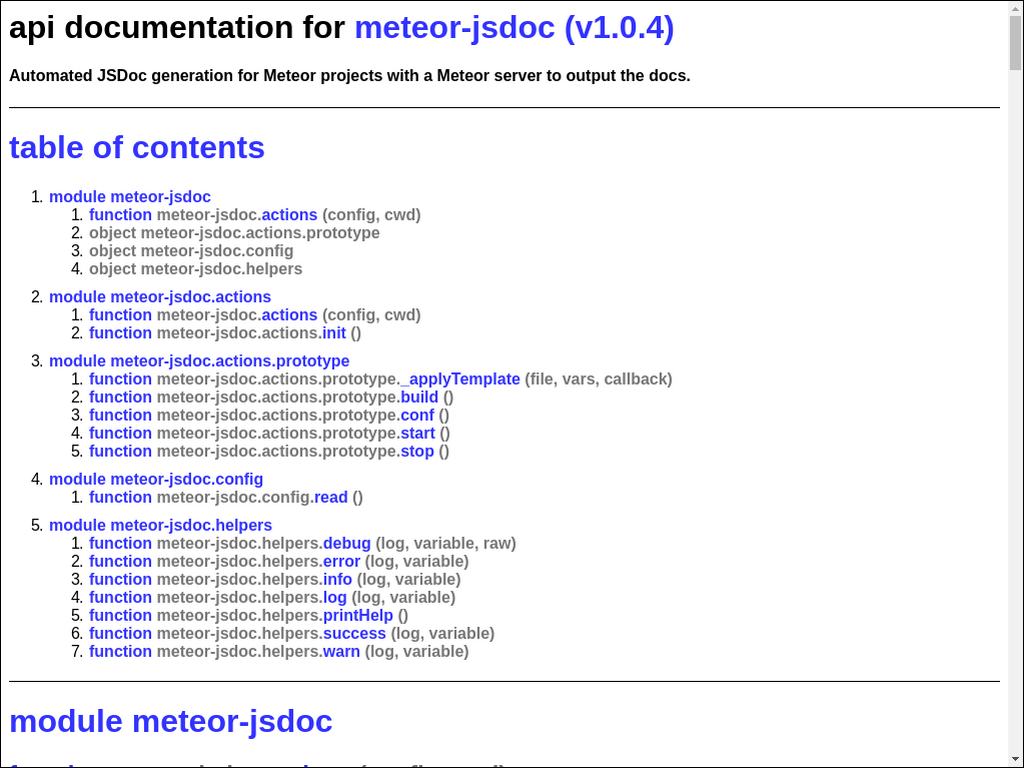 api documentation for meteor-jsdoc (v1.0.4)
Automated JSDoc generation for Meteor projects with a Meteor server to output the docs.
table of contents
1. module meteor-jsdoc
1. function meteor-jsdoc.actions (config, cwd)
2. object meteor-jsdoc.actions.prototype
3. object meteor-jsdoc.config
4. object meteor-jsdoc.helpers
2. module meteor-jsdoc.actions
1. function meteor-jsdoc.actions (config, cwd)
2. function meteor-jsdoc.actions.init ()
3. module meteor-jsdoc.actions.prototype
1. function meteor-jsdoc.actions.prototype._applyTemplate (file, vars, callback)
2. function meteor-jsdoc.actions.prototype.build ()
3. function meteor-jsdoc.actions.prototype.conf ()
4. function meteor-jsdoc.actions.prototype.start ()
5. function meteor-jsdoc.actions.prototype.stop ()
4. module meteor-jsdoc.config
1. function meteor-jsdoc.config.read ()
5. module meteor-jsdoc.helpers
1. function meteor-jsdoc.helpers.debug (log, variable, raw)
2. function meteor-jsdoc.helpers.error (log, variable)
3. function meteor-jsdoc.helpers.info (log, variable)
4. function meteor-jsdoc.helpers.log (log, variable)
5. function meteor-jsdoc.helpers.printHelp ()
6. function meteor-jsdoc.helpers.success (log, variable)
7. function meteor-jsdoc.helpers.warn (log, variable)
module meteor-jsdoc